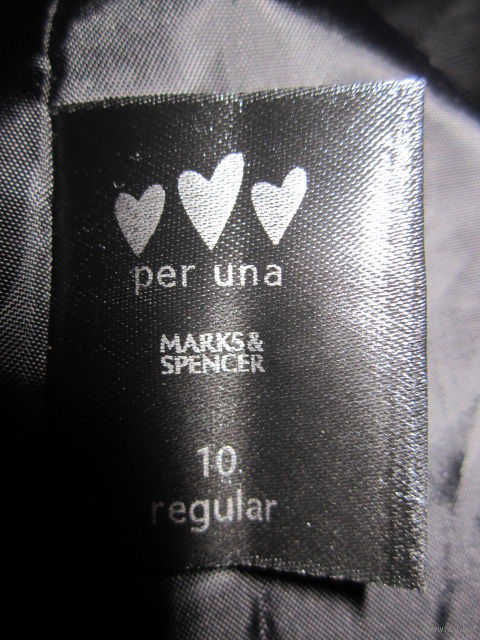 per una
MARKS &
SPENCER
10
regular